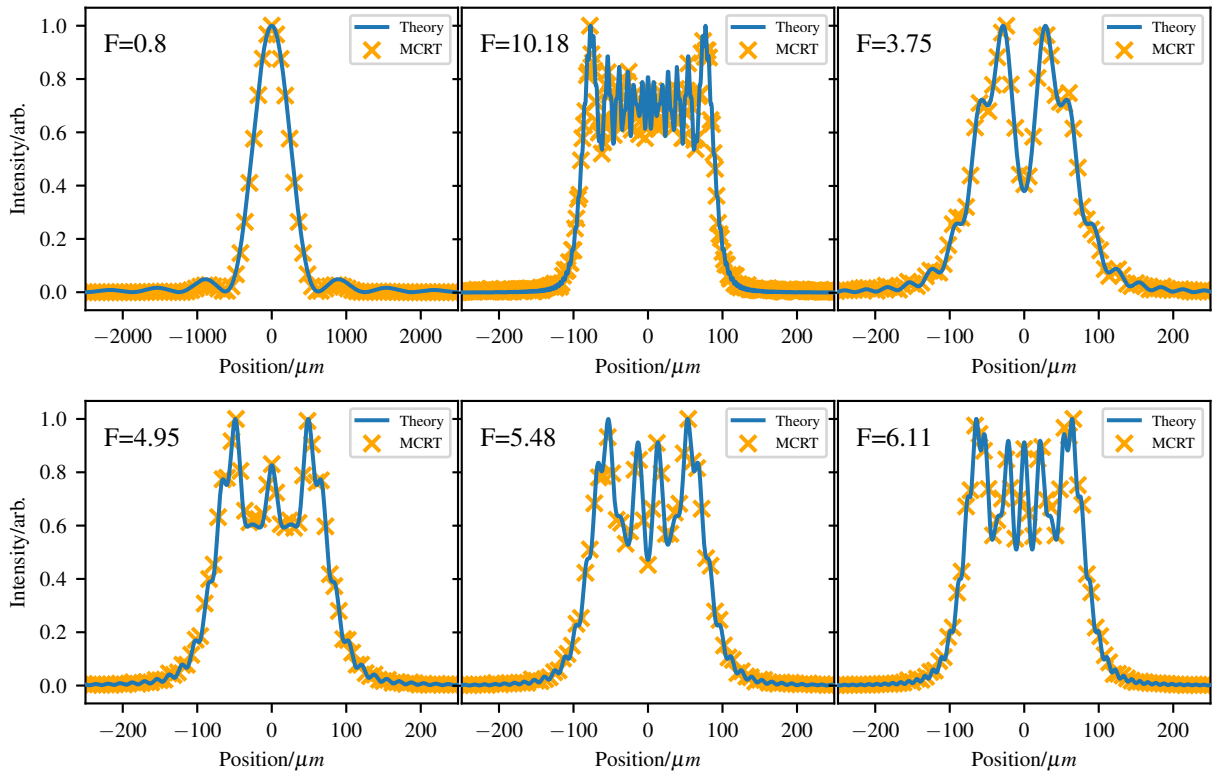 F=0.8
Theory
MCRT
F=10.18
Theory
MCRT
F=3.75
Theory
MCRT
Intensity/arb.
1.0
0.8
0.6
0.4
0.2
0.0
−2000 −1000 0 1000 2000
−200 −100 0 100 200
−200 −100 0 100 200
Position/μm
Position/μm
Position/μm
F=4.95
Theory
MCRT
F=5.48
Theory
MCRT
F=6.11
Theory
MCRT
Intensity/arb.
1.0
0.8
0.6
0.4
0.2
0.0
−200 −100 0 100 200
−200 −100 0 100 200
−200 −100 0 100 200
Position/μm
Position/μm
Position/μm